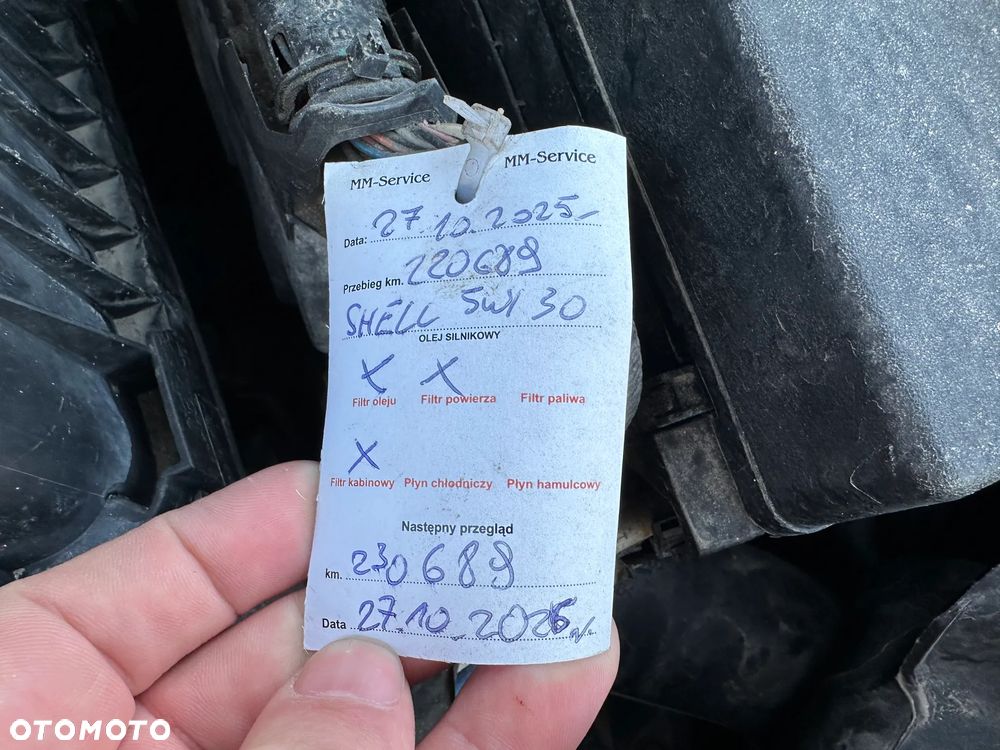 MM-Service MM-Service
Data: 27.10.2025
Przebieg km. 220689
SHELL 5W/30
OLEJ SILNIKOWY
X X
Filtr oleju Filtr powierza Filtr paliwa
X
Filtr kabinowy Płyn chłodniczy Płyn hamulcowy
Następny przegląd
km. 230689
Data 27.10.2026
OTOMOTO